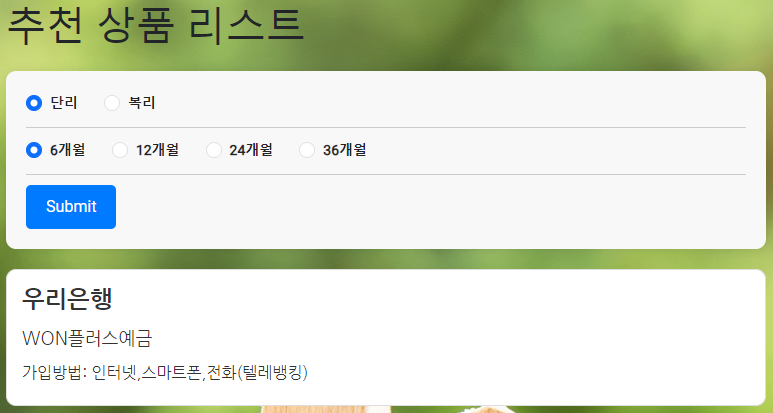 추천 상품 리스트
단리 복리
6개월 12개월 24개월 36개월
Submit
우리은행
WON플러스예금
가입방법: 인터넷,스마트폰,전화(텔레뱅킹)